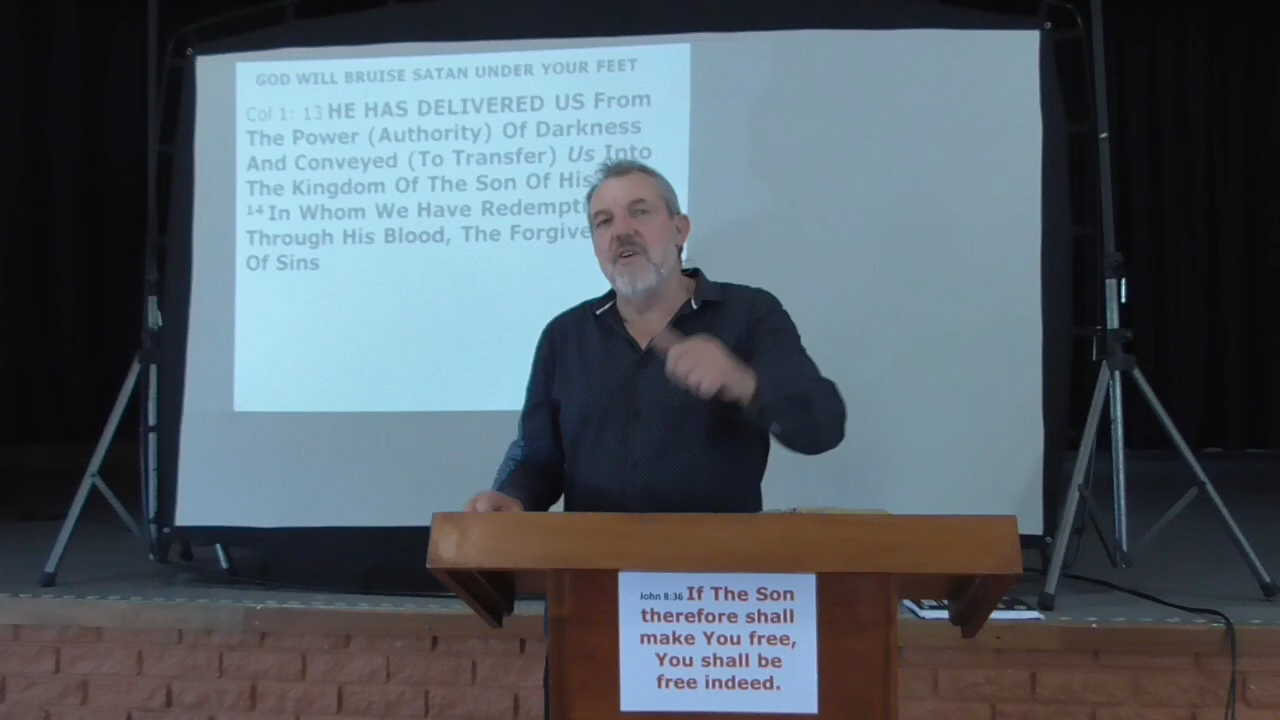 GOD WILL BRUISE SATAN UNDER YOUR FEET
Col 1: 13 HE HAS DELIVERED US From
The Power (Authority) Of Darkness
And Conveyed (To Transfer) Us Into
The Kingdom Of The Son Of His
14 In Whom We Have
Through His Blood, The
Of Sins
John 8:36 If The Son
therefore shall
make You free,
You shall be
free indeed.